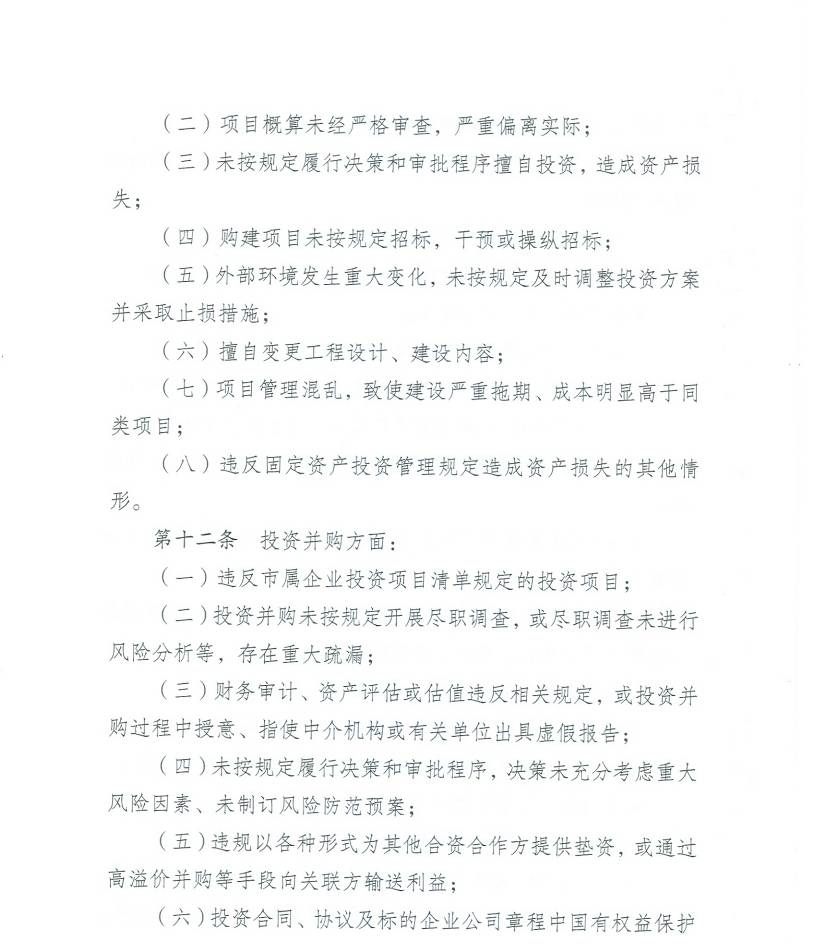 （二）项目概算未经严格审查，严重偏离实际；
（三）未按规定履行决策和审批程序擅自投资，造成资产损
失；
（四）购建项目未按规定招标，干预或操纵招标；
（五）外部环境发生重大变化，未按规定及时调整投资方案
并采取止损措施；
（六）擅自变更工程设计、建设内容；
（七）项目管理混乱，致使建设严重拖期、成本明显高于同
类项目；
（八）违反固定资产投资管理规定造成资产损失的其他情
形。
第十二条　投资并购方面：
（一）违反市属企业投资项目清单规定的投资项目；
（二）投资并购未按规定开展尽职调查，或尽职调查未进行
风险分析等，存在重大疏漏；
（三）财务审计、资产评估或估值违反相关规定，或投资并
购过程中授意、指使中介机构或有关单位出具虚假报告；
（四）未按规定履行决策和审批程序，决策未充分考虑重大
风险因素、未制订风险防范预案；
（五）违规以各种形式为其他合资合作方提供垫资，或通过
高溢价并购等手段向关联方输送利益；
（六）投资合同、协议及标的企业公司章程中国有权益保护